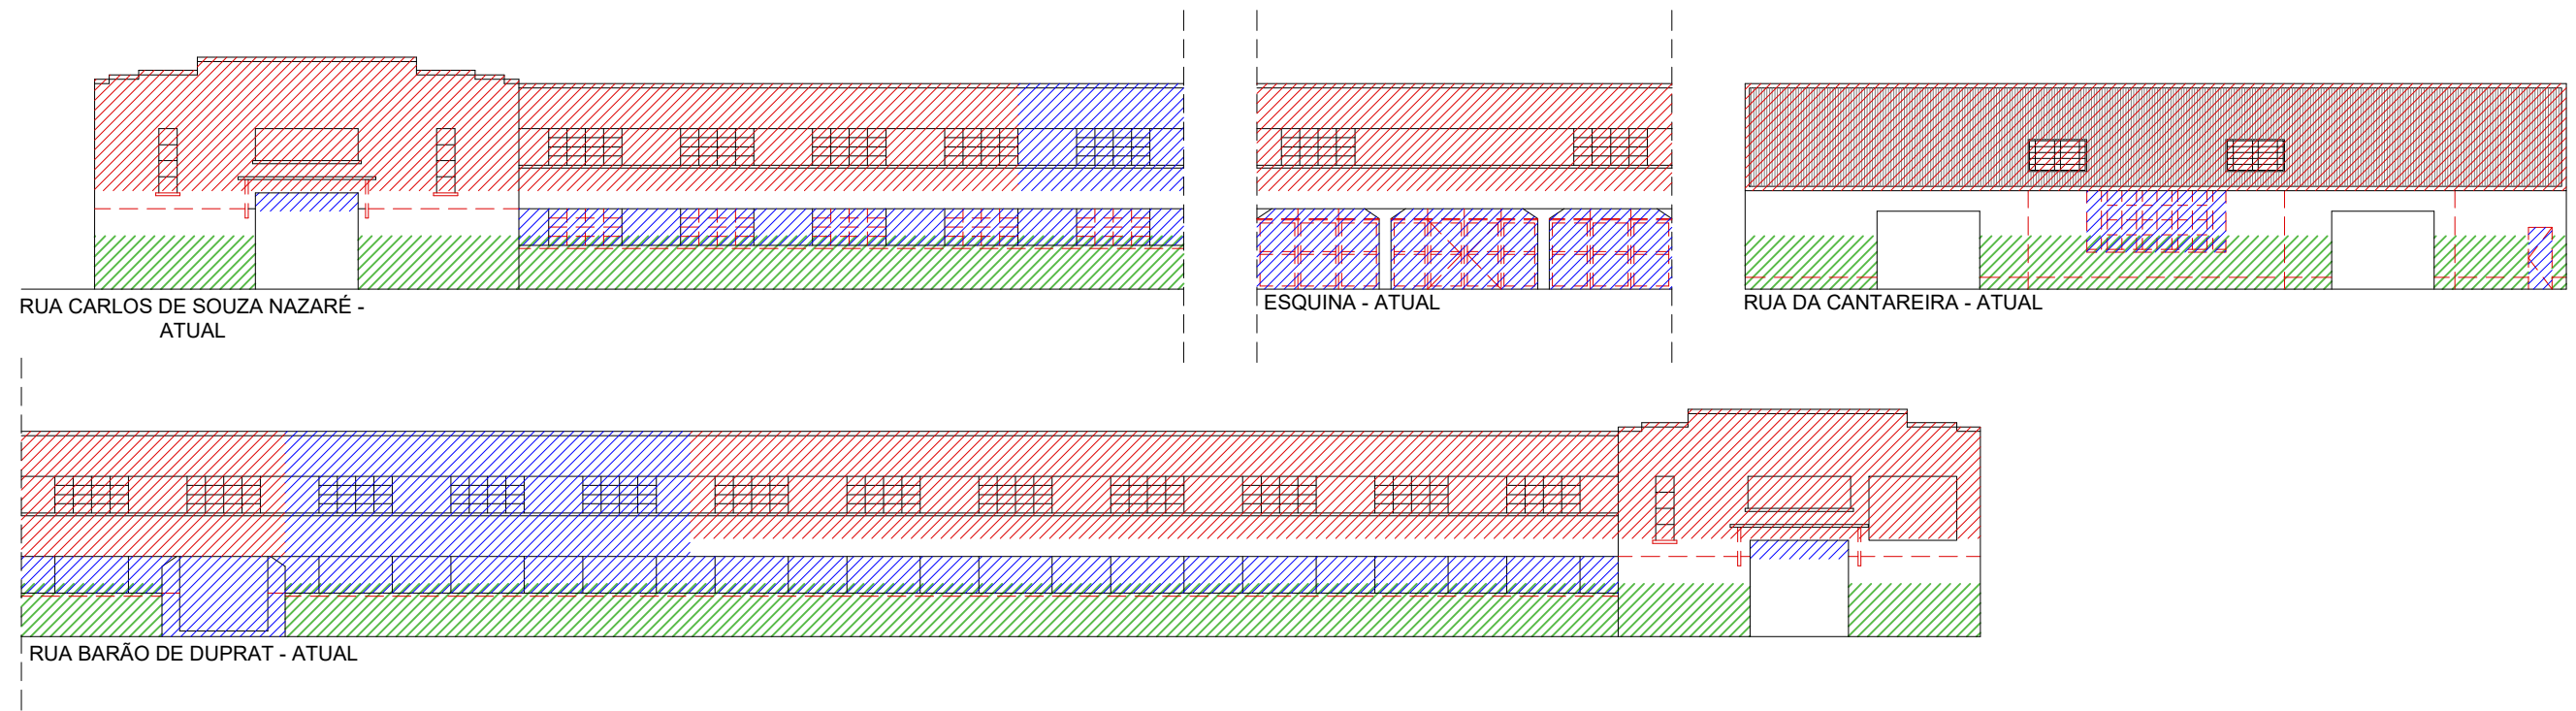 RUA CARLOS DE SOUZA NAZARÉ -
ATUAL
ESQUINA - ATUAL
RUA DA CANTAREIRA - ATUAL
RUA BARÃO DE DUPRAT - ATUAL